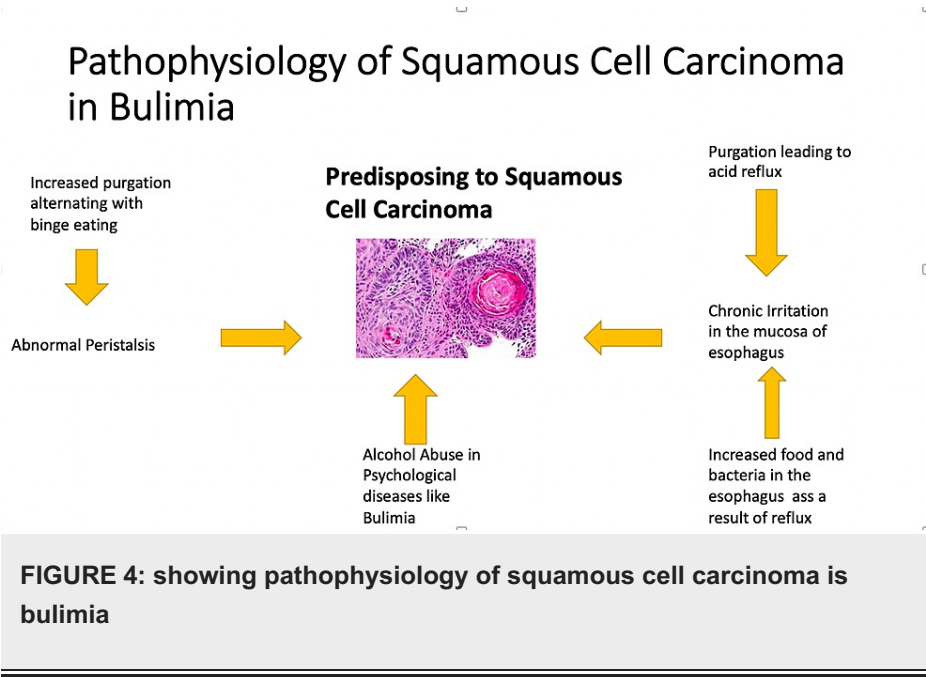 Pathophysiology of Squamous Cell Carcinoma
in Bulimia
Increased purgation
alternating with
binge eating
Abnormal Peristalsis
Predisposing to Squamous
Cell Carcinoma
Alcohol Abuse in
Psychological
diseases like
Bulimia
Purgation leading to
acid reflux
Chronic Irritation
in the mucosa of
esophagus
Increased food and
bacteria in the
esophagus ass a
result of reflux
FIGURE 4: showing pathophysiology of squamous cell carcinoma is
bulimia